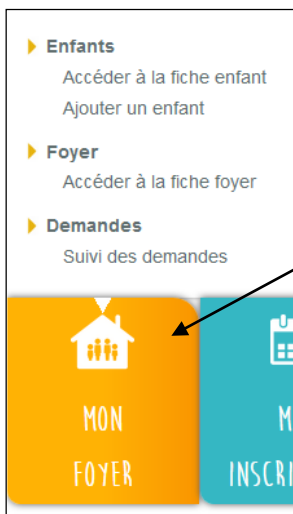 Enfants
Accéder à la fiche enfant
Ajouter un enfant
Foyer
Accéder à la fiche foyer
Demandes
Suivi des demandes
MON
FOYER